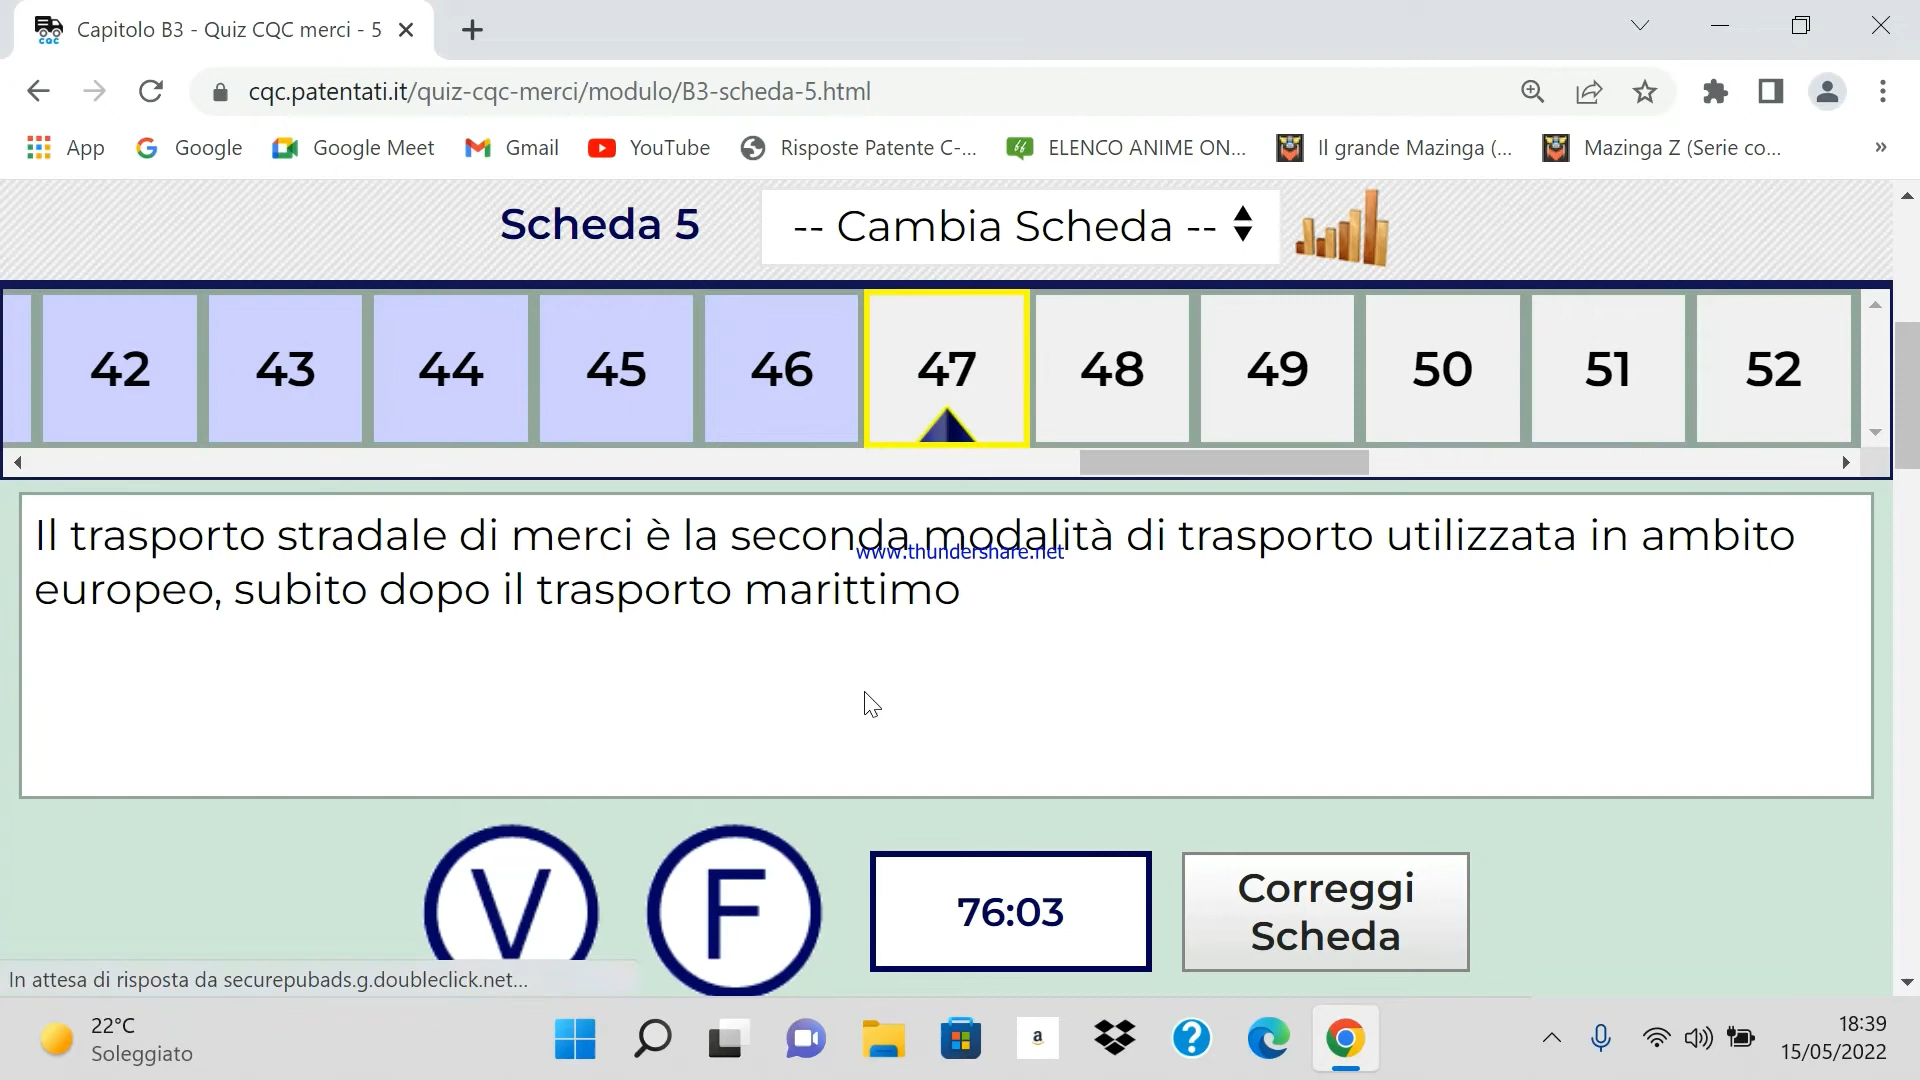 Capitolo B3 - Quiz CQC merci - 5
cqc.patentati.it/quiz-cqc-merci/modulo/B3-scheda-5.html
App
Google
Google Meet
Gmail
YouTube
Risposte Patente C-...
ELENCO ANIME ON...
Il grande Mazinga (...
Mazinga Z (Serie co...
»
Scheda 5
-- Cambia Scheda --
42 43 44 45 46 47 48 49 50 51 52
Il trasporto stradale di merci è la seconda modalità di trasporto utilizzata in ambito
europeo, subito dopo il trasporto marittimo
www.thundershare.net
V
F
76:03
Correggi
Scheda
In attesa di risposta da securepubads.g.doubleclick.net...
22°C
Soleggiato
18:39
15/05/2022